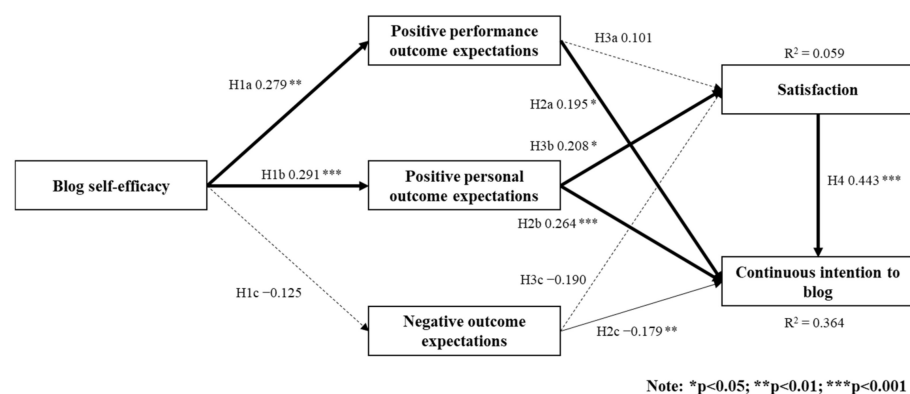 Positive performance
outcome expectations
H3a 0.101
R² = 0.059
Satisfaction
H1a 0.279 **
H2a 0.195 *
H3b 0.208 *
Blog self-efficacy
H1b 0.291 ***
Positive personal
outcome expectations
H4 0.443 ***
H2b 0.264 ***
Continuous intention to
blog
H3c −0.190
H1c −0.125
Negative outcome
expectations
H2c −0.179 **
R² = 0.364
Note: *p<0.05; **p<0.01; ***p<0.001